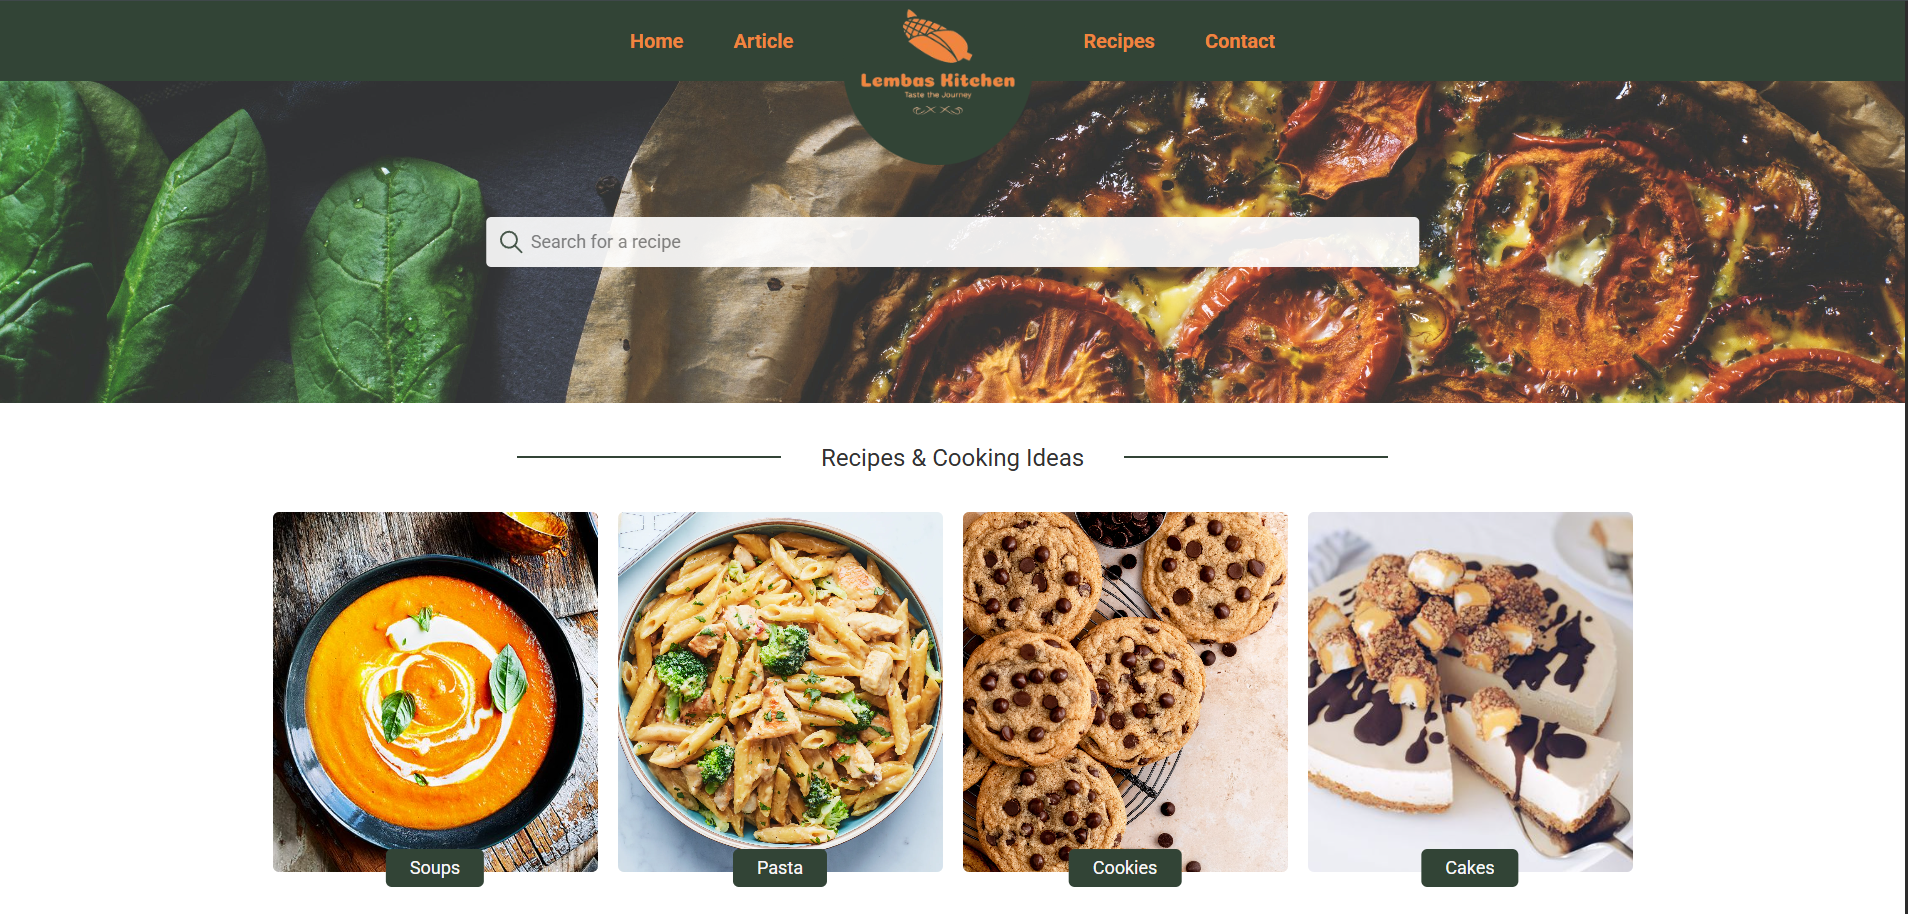 Home
Article
Lembas Kitchen
Taste the Journey
Recipes
Contact
Search for a recipe
Recipes & Cooking Ideas
Soups
Pasta
Cookies
Cakes